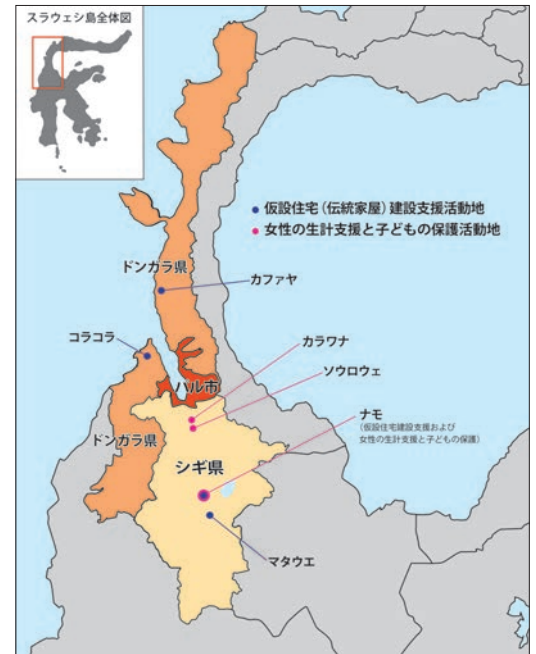 スラウェシ島全体図
仮設住宅（伝統家屋）建設支援活動地
女性の生計支援と子どもの保護活動地
ドンガラ県
カファヤ
コラコラ
カラワナ
パル市
ソウロウェ
ナモ
（仮設住宅建設支援および
女性の生計支援と子どもの保護）
ドンガラ県
シギ県
マタウエ